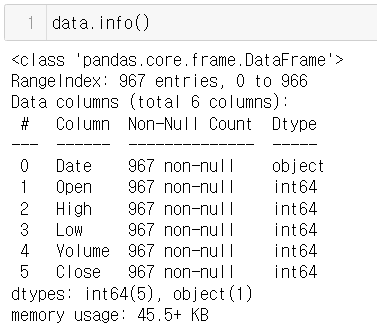 1 data.info()
<class 'pandas.core.frame.DataFrame'>
RangeIndex: 967 entries, 0 to 966
Data columns (total 6 columns):
 #   Column  Non-Null Count  Dtype
---  ------  --------------  -----
 0   Date    967 non-null    object
 1   Open    967 non-null    int64
 2   High    967 non-null    int64
 3   Low     967 non-null    int64
 4   Volume  967 non-null    int64
 5   Close   967 non-null    int64
dtypes: int64(5), object(1)
memory usage: 45.5+ KB